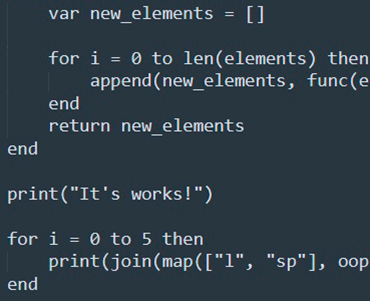 var new_elements = []
for i = 0 to len(elements) then
append(new_elements, func(e
end
return new_elements
end
print("It's works!")
for i = 0 to 5 then
print(join(map(["l", "sp"], oop
end